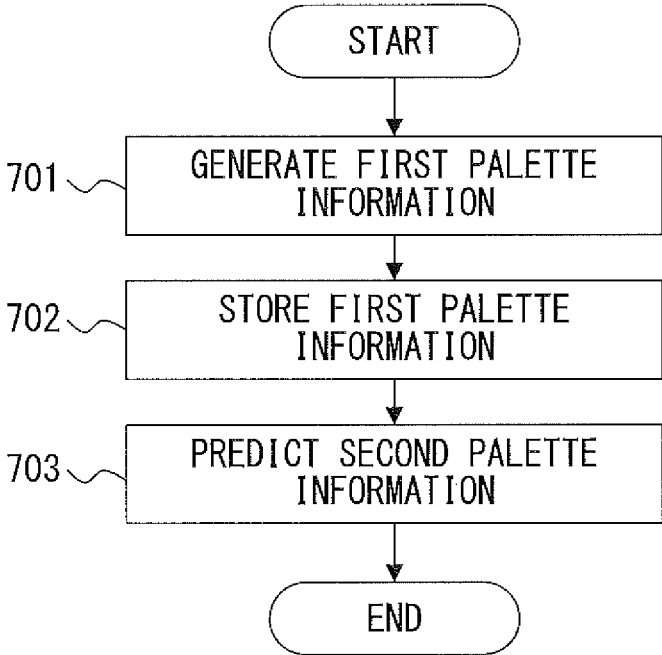 START
701
GENERATE FIRST PALETTE
INFORMATION
702
STORE FIRST PALETTE
INFORMATION
703
PREDICT SECOND PALETTE
INFORMATION
END